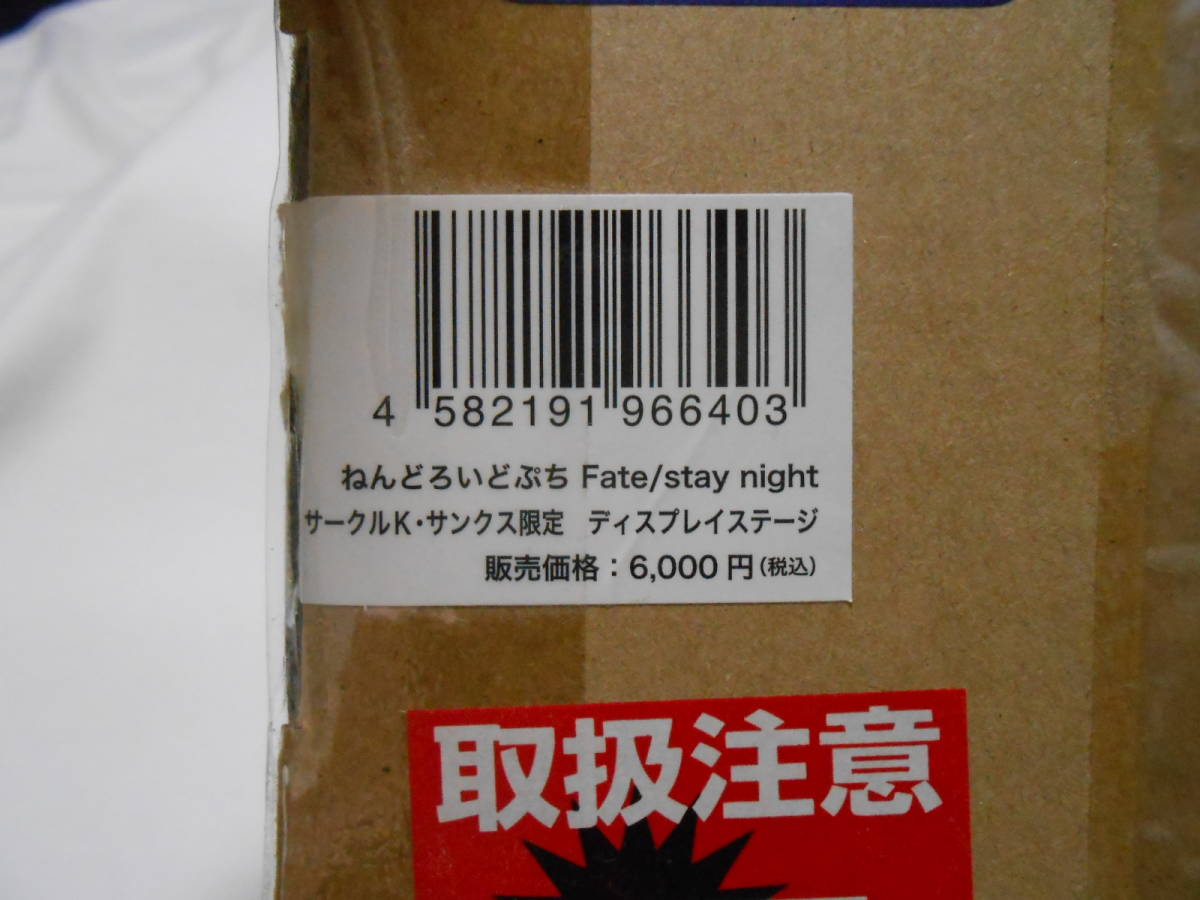 4 582191 966403
ねんどろいどぷち Fate/stay night
サークルK・サンクス限定　ディスプレイステージ
販売価格：6,000円（税込）
取扱注意